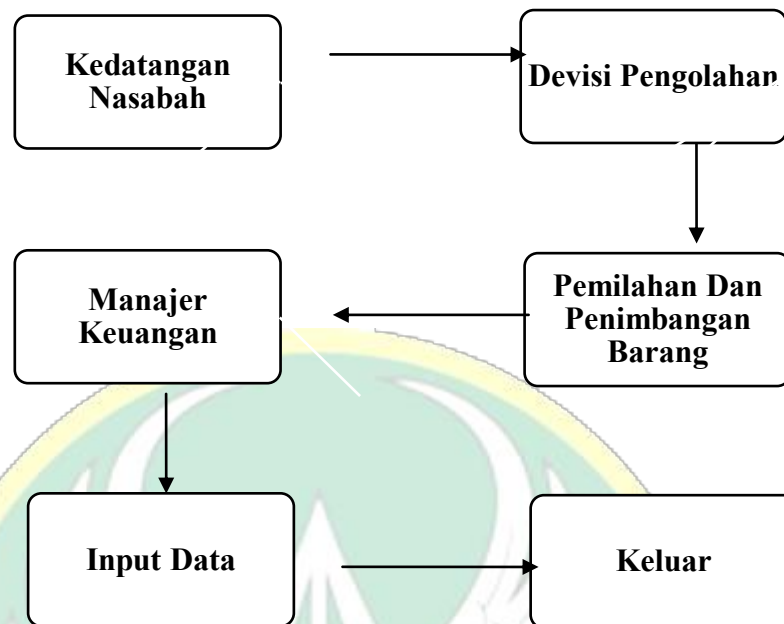 Kedatangan
Nasabah
Devisi Pengolahan
Pemilahan Dan
Penimbangan
Barang
Manajer
Keuangan
Input Data
Keluar